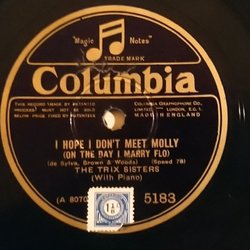 "Magic Notes"
TRADE MARK
Columbia
THIS RECORD MADE BY PATENTED
PROCESS MUST NOT BE SOLD
BELOW PRICE FIXED BY PATENTEES
COLUMBIA GRAPHOPHONE CO.
LIMITED LONDON, E.C.1
MADE IN ENGLAND
I HOPE I DON'T MEET MOLLY
(ON THE DAY I MARRY FLO)
(de Sylva, Brown & Woods) (Speed 78)
THE TRIX SISTERS
(With Piano)
5183